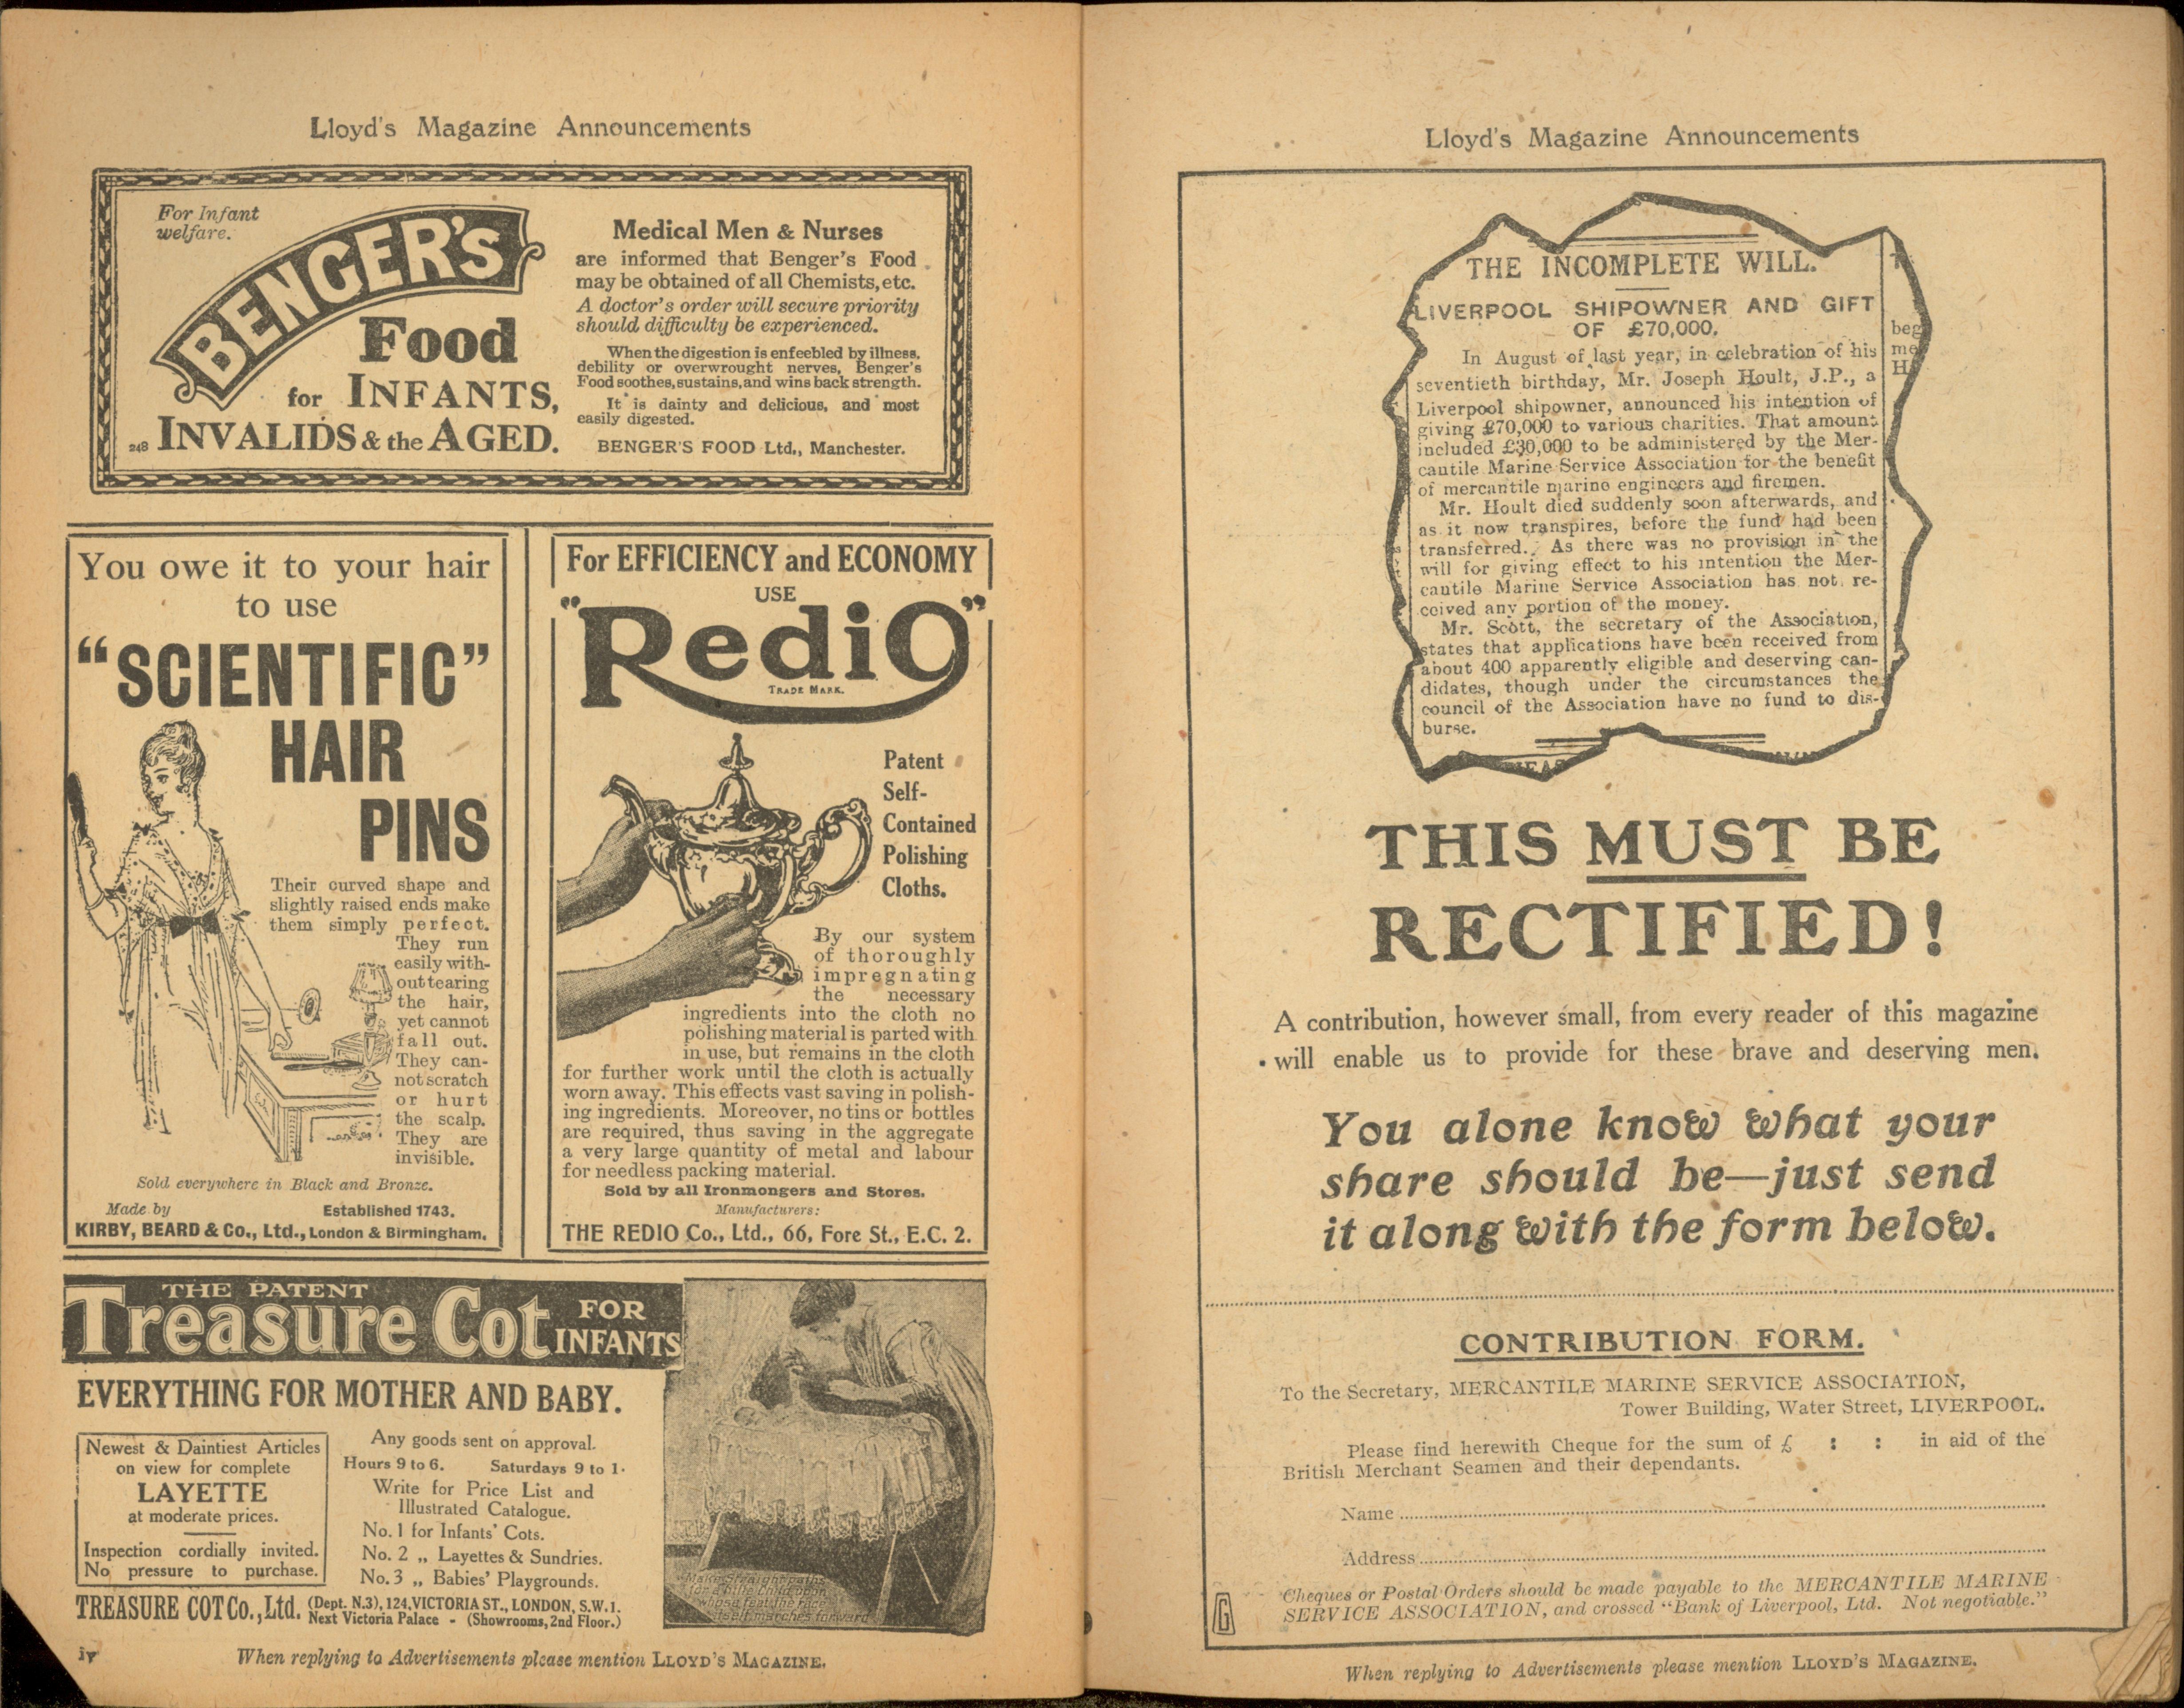 Lloyd's Magazine Announcements
For Infant
welfare.
BENGER'S
Food
for INFANTS,
248 INVALIDS & the AGED.
Medical Men & Nurses
are informed that Benger's Food
may be obtained of all Chemists, etc.
A doctor's order will secure priority
should difficulty be experienced.
When the digestion is enfeebled by illness,
debility or overwrought nerves, Benger's
Food soothes, sustains, and wins back strength.
It is dainty and delicious, and most
easily digested.
BENGER'S FOOD Ltd., Manchester.
You owe it to your hair
to use
"SCIENTIFIC"
HAIR
PINS
Their curved shape and
slightly raised ends make
them simply perfect.
They run
easily with-
out tearing
the hair,
yet cannot
fall out.
They can-
not scratch
or hurt
the scalp.
They are
invisible.
Sold everywhere in Black and Bronze.
Made by Established 1743.
KIRBY, BEARD & Co., Ltd., London & Birmingham.
For EFFICIENCY and ECONOMY
USE
"RediO"
TRADE MARK.
Patent
Self-
Contained
Polishing
Cloths.
By our system
of thoroughly
impregnating
the necessary
ingredients into the cloth no
polishing material is parted with
in use, but remains in the cloth
for further work until the cloth is actually
worn away. This effects vast saving in polish-
ing ingredients. Moreover, no tins or bottles
are required, thus saving in the aggregate
a very large quantity of metal and labour
for needless packing material.
Sold by all Ironmongers and Stores.
Manufacturers:
THE REDIO Co., Ltd., 66, Fore St., E.C. 2.
THE PATENT
Treasure Cot FOR
INFANTS
EVERYTHING FOR MOTHER AND BABY.
Newest & Daintiest Articles
on view for complete
LAYETTE
at moderate prices.
Inspection cordially invited.
No pressure to purchase.
Any goods sent on approval.
Hours 9 to 6. Saturdays 9 to 1.
Write for Price List and
Illustrated Catalogue.
No. 1 for Infants' Cots.
No. 2 „ Layettes & Sundries.
No. 3 „ Babies' Playgrounds.
"Make Straight paths
for a little Child upon
whose feet the race
itself marches forward
TREASURE COT Co., Ltd. (Dept. N.3), 124, VICTORIA ST., LONDON, S.W.1.
Next Victoria Palace - (Showrooms, 2nd Floor.)
iv
When replying to Advertisements please mention LLOYD'S MAGAZINE.
Lloyd's Magazine Announcements
THE INCOMPLETE WILL.
LIVERPOOL SHIPOWNER AND GIFT
OF £70,000.
In August of last year, in celebration of his
seventieth birthday, Mr. Joseph Hoult, J.P., a
Liverpool shipowner, announced his intention of
giving £70,000 to various charities. That amount
included £30,000 to be administered by the Mer-
cantile Marine Service Association for the benefit
of mercantile marine engineers and firemen.
Mr. Hoult died suddenly soon afterwards, and
as it now transpires, before the fund had been
transferred. As there was no provision in the
will for giving effect to his intention the Mer-
cantile Marine Service Association has not re-
ceived any portion of the money.
Mr. Scott, the secretary of the Association,
states that applications have been received from
about 400 apparently eligible and deserving can-
didates, though under the circumstances the
council of the Association have no fund to dis-
burse.
T
beg
me
H
THIS MUST BE
RECTIFIED!
A contribution, however small, from every reader of this magazine
will enable us to provide for these brave and deserving men.
You alone know what your
share should be—just send
it along with the form below.
CONTRIBUTION FORM.
To the Secretary, MERCANTILE MARINE SERVICE ASSOCIATION,
Tower Building, Water Street, LIVERPOOL.
Please find herewith Cheque for the sum of £ : : in aid of the
British Merchant Seamen and their dependants.
Name
Address
Cheques or Postal Orders should be made payable to the MERCANTILE MARINE
SERVICE ASSOCIATION, and crossed "Bank of Liverpool, Ltd. Not negotiable."
G
When replying to Advertisements please mention LLOYD'S MAGAZINE.